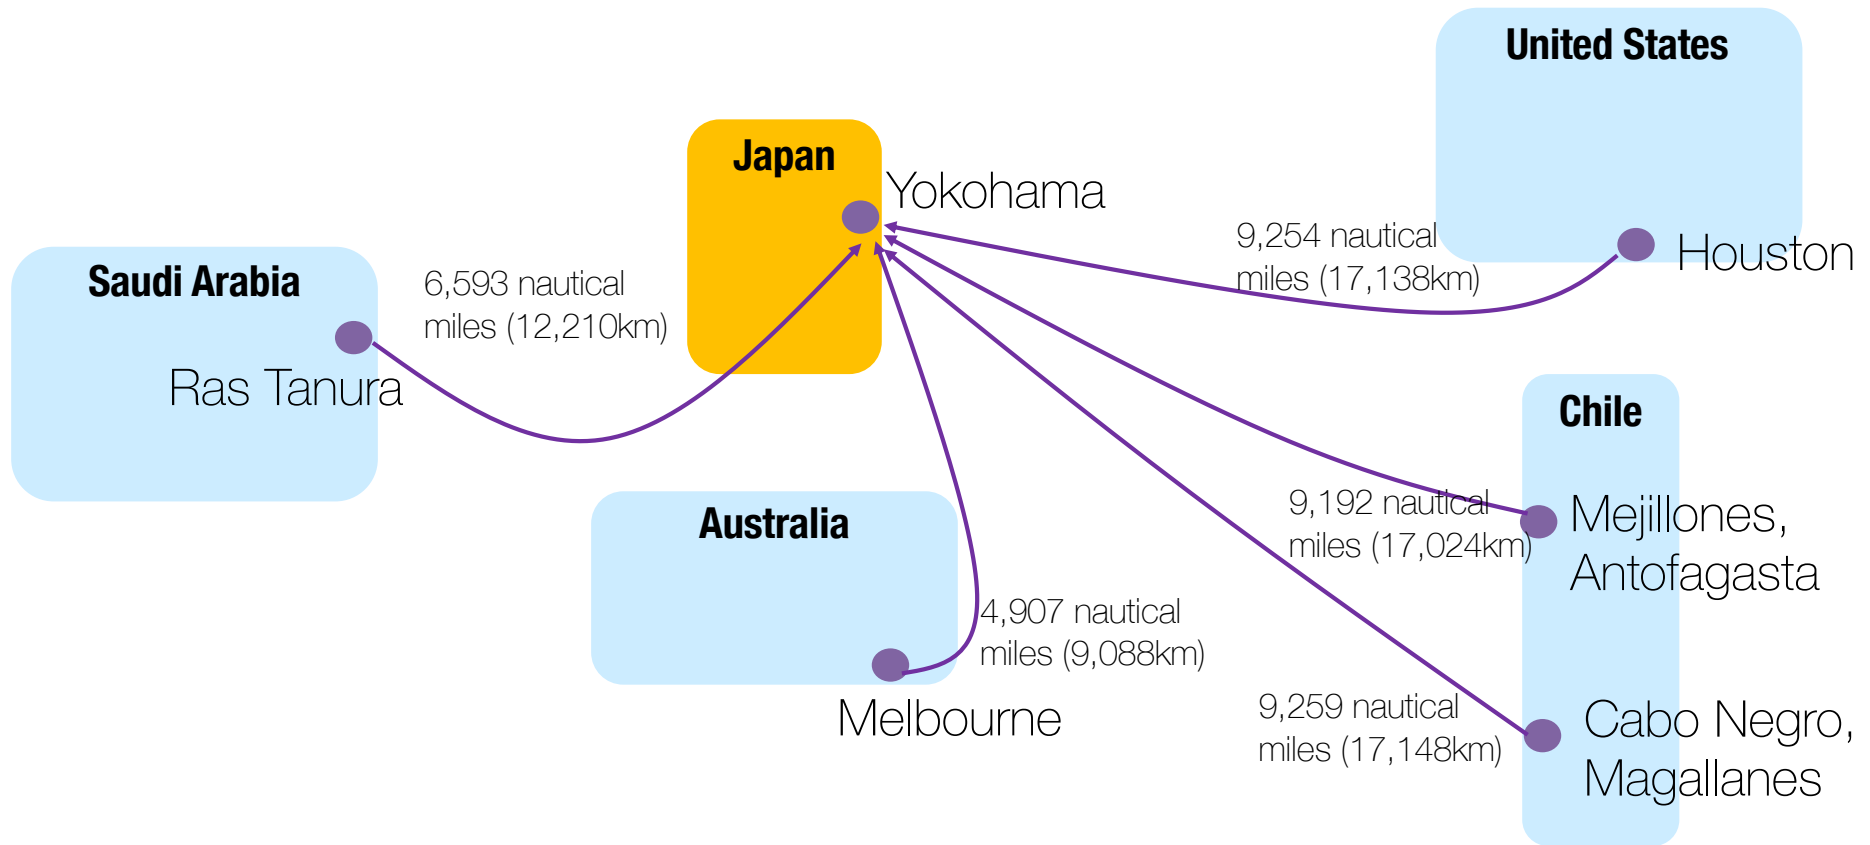 United States
Japan
Yokohama
9,254 nautical
miles (17,138km)
Houston
Saudi Arabia
6,593 nautical
miles (12,210km)
Ras Tanura
Chile
9,192 nautical
miles (17,024km)
Mejillones,
Antofagasta
Australia
4,907 nautical
miles (9,088km)
Melbourne
9,259 nautical
miles (17,148km)
Cabo Negro,
Magallanes